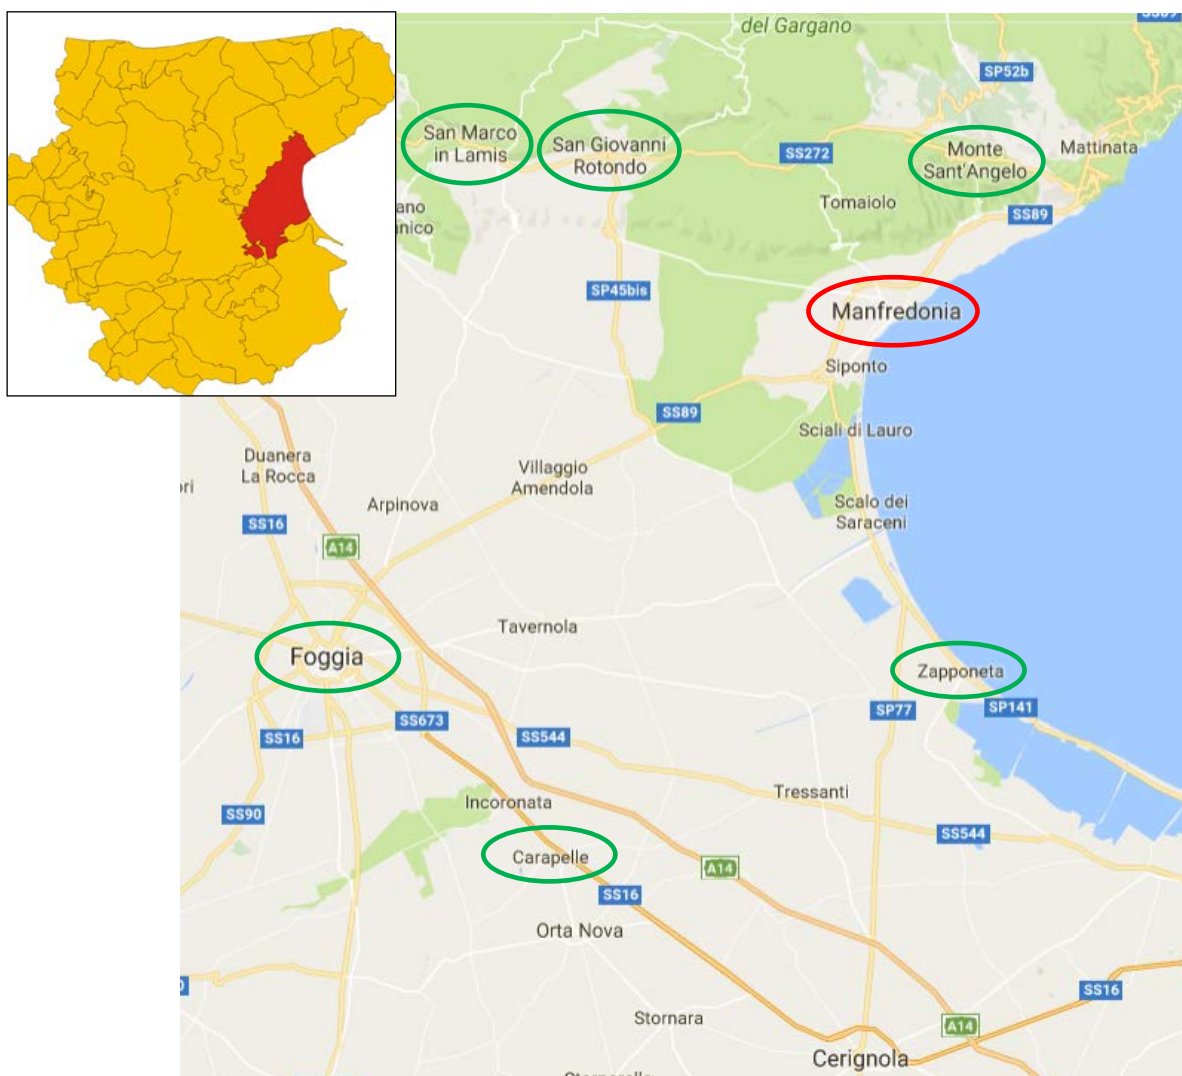 del Gargano
SS89
SP52b
San Marco
in Lamis
San Giovanni
Rotondo
SS272
Monte
Sant'Angelo
Mattinata
Tomaiolo
ano
nico
SS89
SP45bis
Manfredonia
Siponto
SS89
Sciali di Lauro
Duanera
La Rocca
Villaggio
Amendola
ori
Arpinova
Scalo dei
Saraceni
SS16
A14
Tavernola
Foggia
Zapponeta
SP77
SP141
SS673
SS16
SS544
Tressanti
Incoronata
SS90
SS544
Carapelle
A14
SS16
Orta Nova
SS16
Stornara
A14
Cerignola